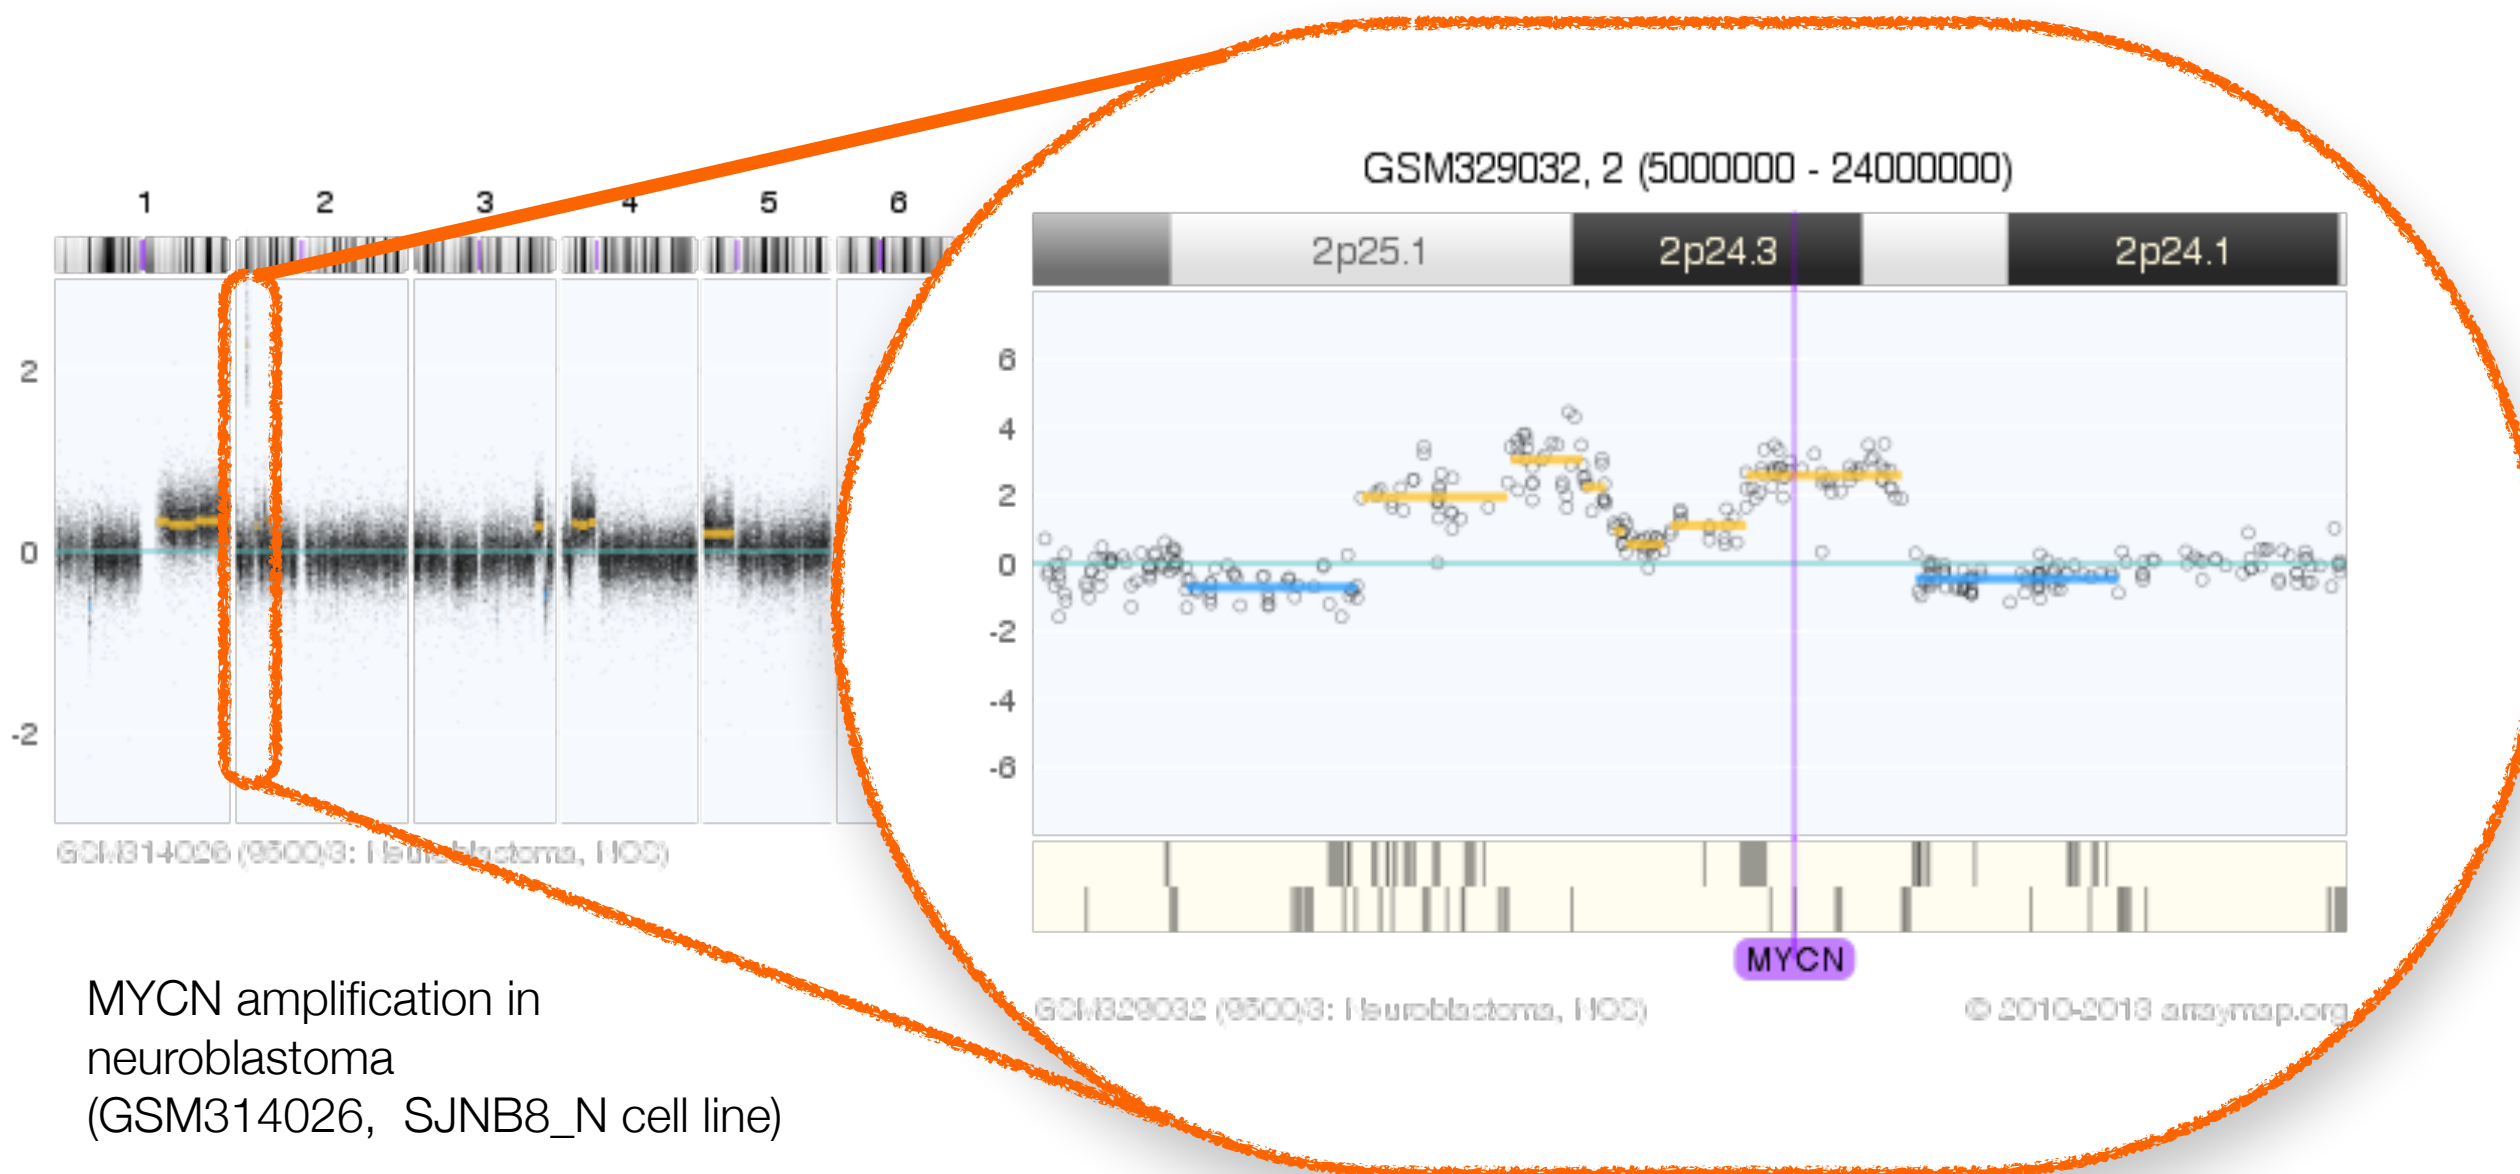 GSM329032, 2 (5000000 - 24000000)
1 2 3 4 5 6
2p25.1 2p24.3 2p24.1
2
0
-2
6
4
2
0
-2
-4
-6
GSM314026 (9500/3: Neuroblastoma, NOS)
MYCN
GSM329032 (9500/3: Neuroblastoma, NOS)
© 2010-2013 arraymap.org
MYCN amplification in
neuroblastoma
(GSM314026, SJNB8_N cell line)